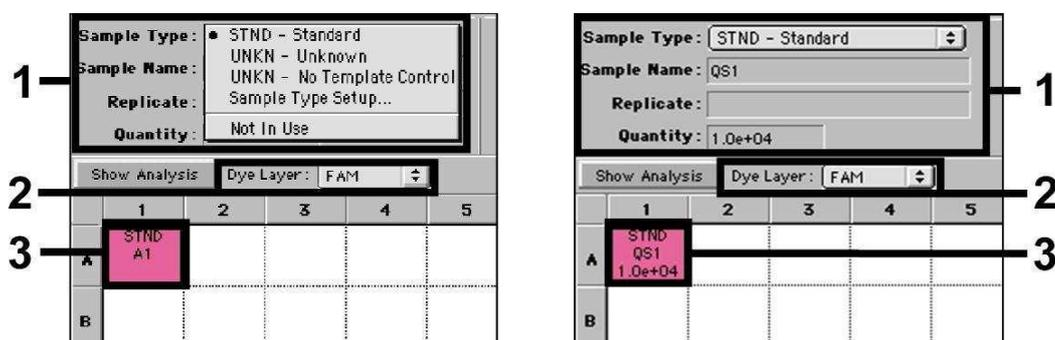 Sample Type:
STND - Standard
UNKN - Unknown
Sample Name:
UNKN - No Template Control
Replicate:
Sample Type Setup...
Quantity:
Not In Use
1
Show Analysis
Dye Layer: FAM
2
1 2 3 4 5
3
A
STND
A1
B
Sample Type: STND - Standard
Sample Name: QS1
Replicate:
Quantity: 1.0e+04
1
Show Analysis
Dye Layer: FAM
2
1 2 3 4 5
A
STND
QS1
1.0e+04
3
B